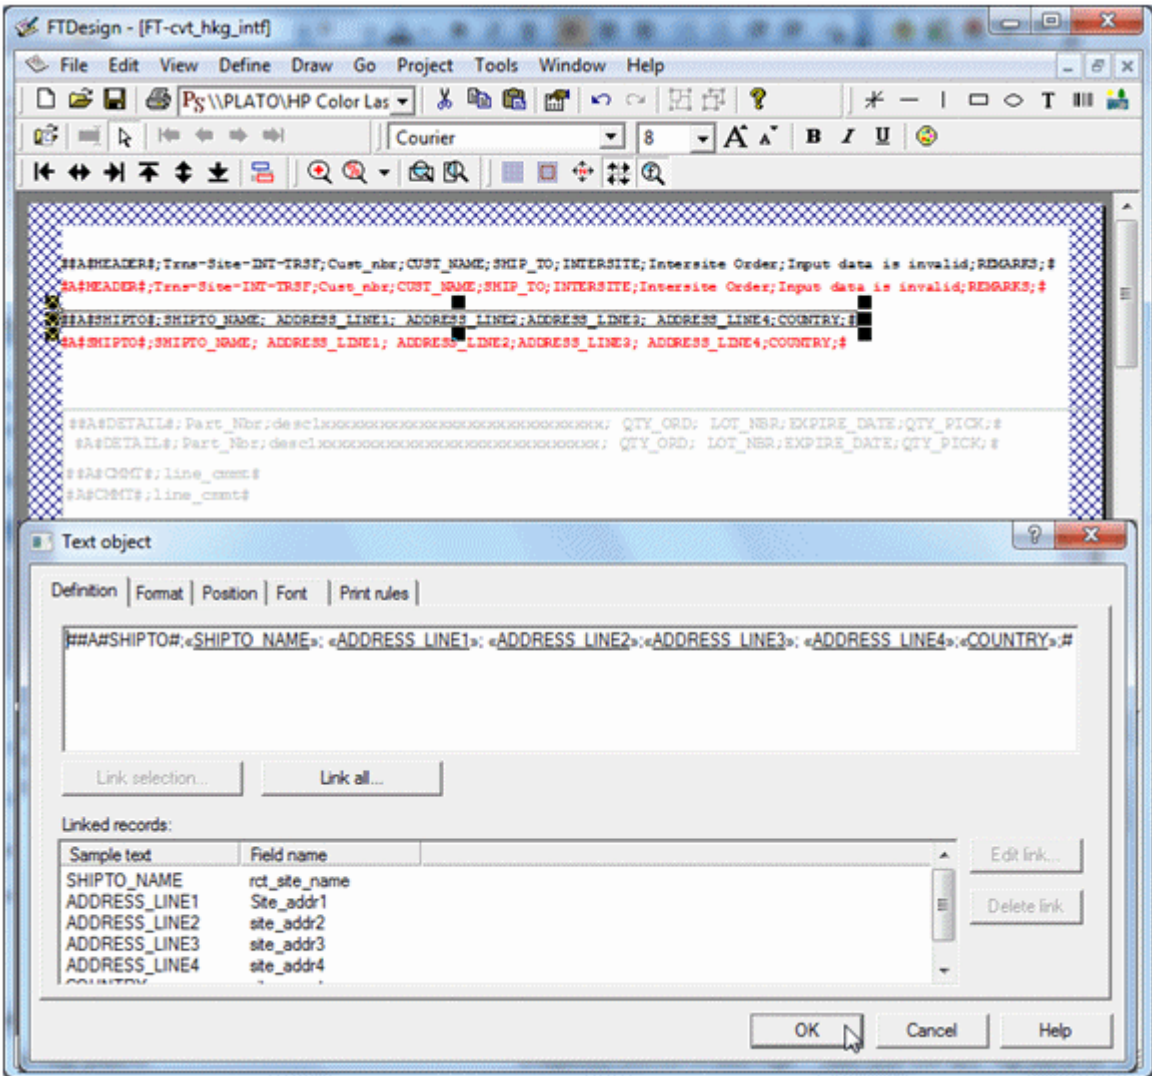 FTDesign - [FT-cvt_hkg_intf]
File Edit View Define Draw Go Project Tools Window Help
PS \\PLATO\HP Color Las
Courier 8 A A B I U
##A#HEADER#;Trns-Site-INT-TRSF;Cust_nbr;CUST_NAME;SHIP_TO;INTERSITE;Intersite Order;Input data is invalid;REMARKS;#
#A#HEADER#;Trns-Site-INT-TRSF;Cust_nbr;CUST_NAME;SHIP_TO;INTERSITE;Intersite Order;Input data is invalid;REMARKS;#
##A#SHIPTO#;SHIPTO_NAME; ADDRESS_LINE1; ADDRESS_LINE2;ADDRESS_LINE3; ADDRESS_LINE4;COUNTRY;#
#A#SHIPTO#;SHIPTO_NAME; ADDRESS_LINE1; ADDRESS_LINE2;ADDRESS_LINE3; ADDRESS_LINE4;COUNTRY;#
##A#DETAIL#;Part_Nbr;desc1xxxxxxxxxxxxxxxxxxxxxxxxxxxxx; QTY_ORD; LOT_NBR;EXPIRE_DATE;QTY_PICK;#
#A#DETAIL#;Part_Nbr;desc1xxxxxxxxxxxxxxxxxxxxxxxxxxxxx; QTY_ORD; LOT_NBR;EXPIRE_DATE;QTY_PICK;#
##A#CMMT#;line_cmmt#
#A#CMMT#;line_cmmt#
Text object
Definition Format Position Font Print rules
##A#SHIPTO#;«SHIPTO_NAME»; «ADDRESS_LINE1»; «ADDRESS_LINE2»;«ADDRESS_LINE3»; «ADDRESS_LINE4»;«COUNTRY»;#
Link selection... Link all...
Linked records:
Sample text Field name
Edit link...
SHIPTO_NAME rct_site_name
ADDRESS_LINE1 Site_addr1
Delete link
ADDRESS_LINE2 site_addr2
ADDRESS_LINE3 site_addr3
ADDRESS_LINE4 site_addr4
COUNTRY
OK Cancel Help